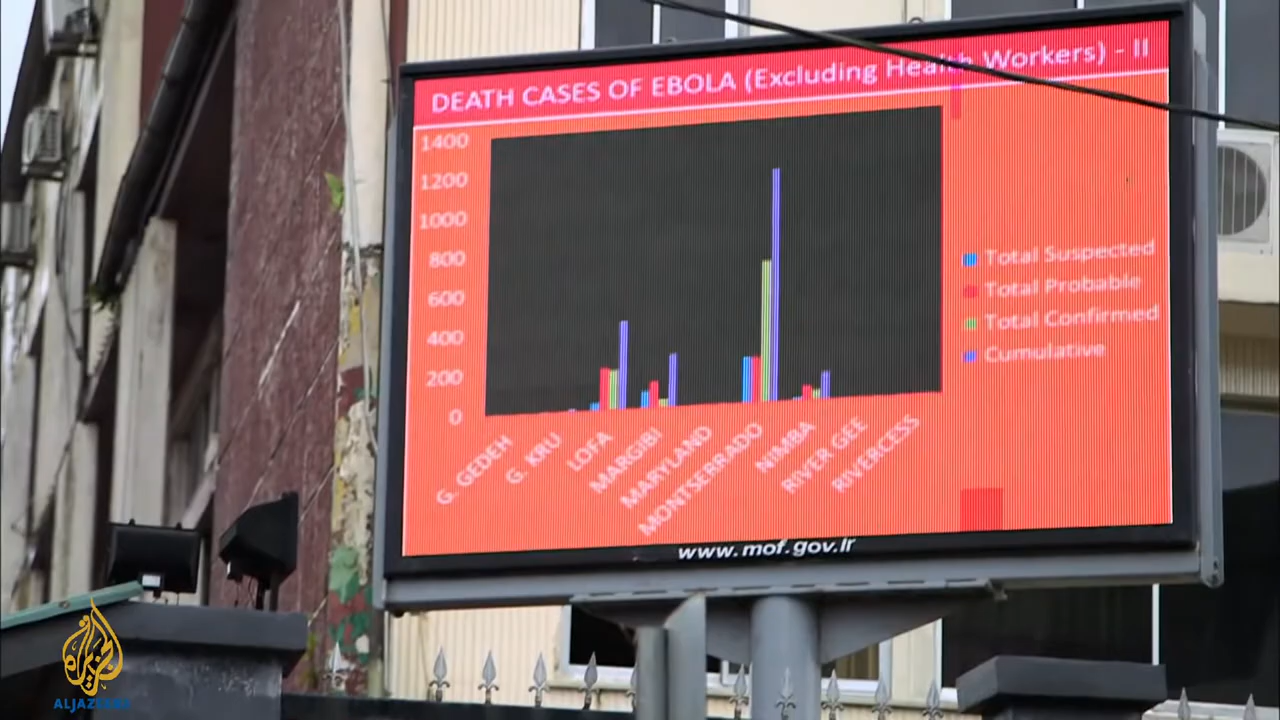 DEATH CASES OF EBOLA (Excluding Health Workers) - II
1400
1200
1000
800
600
400
200
0
G. GEDEH
G. KRU
LOFA
MARGIBI
MARYLAND
MONTSERRADO
NIMBA
RIVER GEE
RIVERCESS
Total Suspected
Total Probable
Total Confirmed
Cumulative
www.mof.gov.lr
الجزيرة
ALJAZEERA